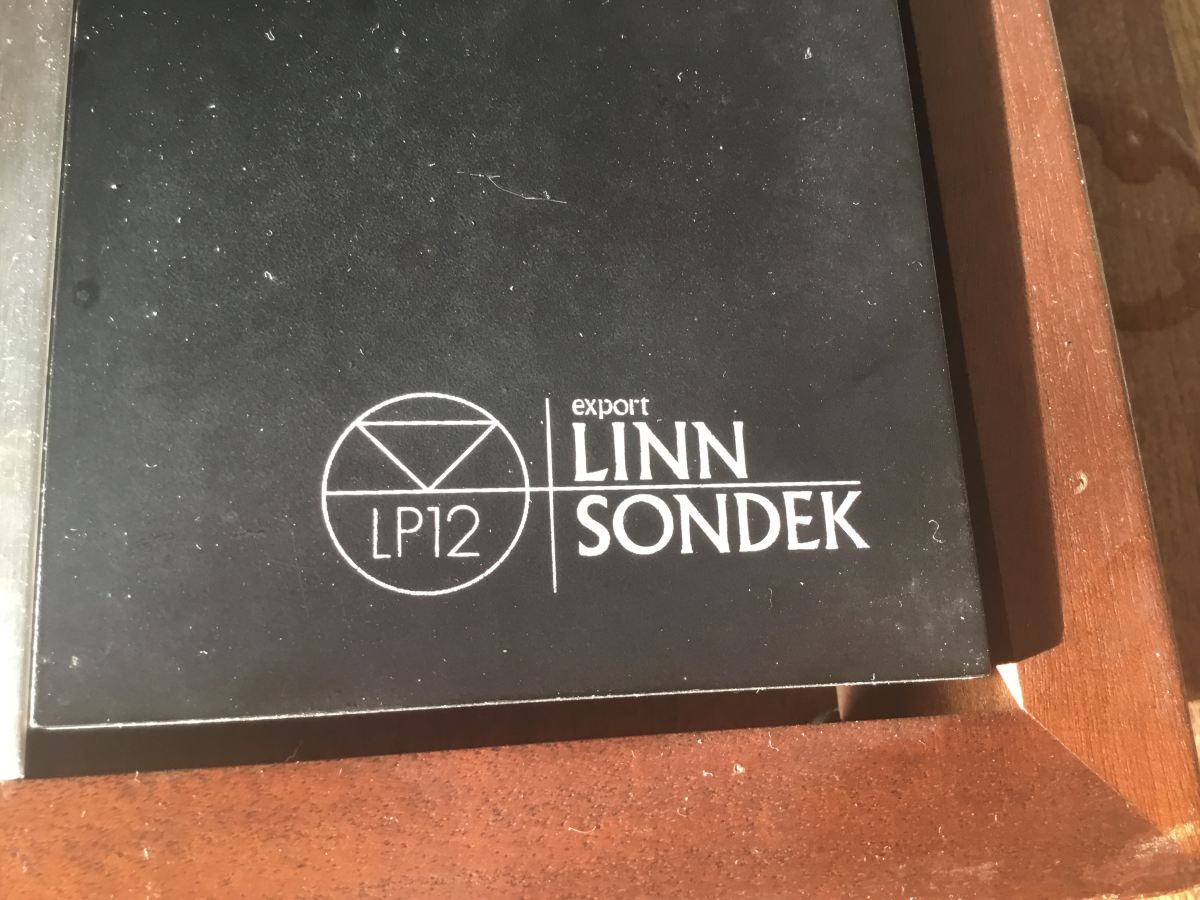 export
LINN
SONDEK
LP12